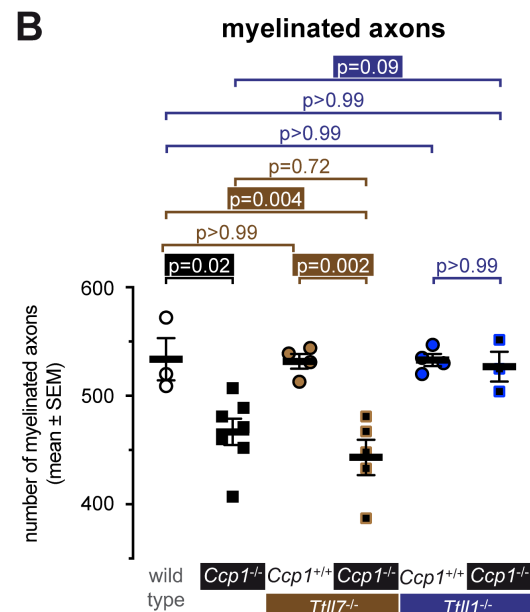 B
myelinated axons
p=0.09
p>0.99
p>0.99
p=0.72
p=0.004
p>0.99
p=0.02 p=0.002 p>0.99
600
500
400
number of myelinated axons
(mean ± SEM)
wild type Ccp1-/- Ccp1+/+ Ccp1-/- Ccp1+/+ Ccp1-/-
Ttll7-/- Ttll1-/-